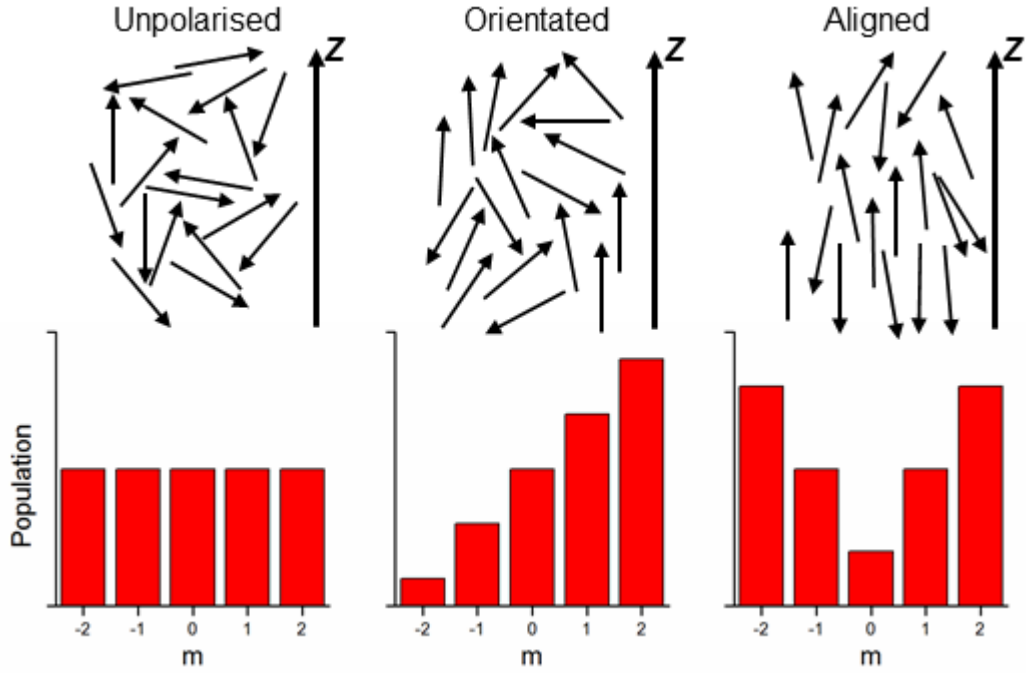 Unpolarised Orientated Aligned
Z Z Z
Population
-2 -1 0 1 2 -2 -1 0 1 2 -2 -1 0 1 2
m m m